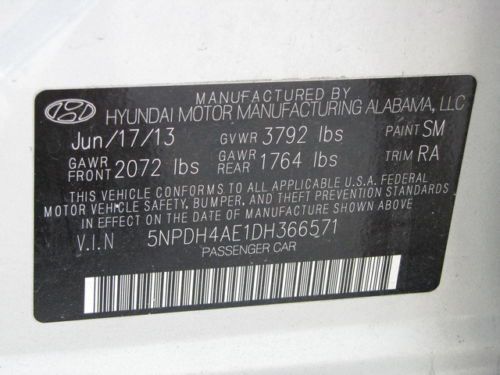 MANUFACTURED BY
HYUNDAI MOTOR MANUFACTURING ALABAMA, LLC
Jun/17/13 GVWR 3792 lbs PAINT SM
GAWR FRONT 2072 lbs GAWR REAR 1764 lbs TRIM RA
THIS VEHICLE CONFORMS TO ALL APPLICABLE U.S.A. FEDERAL
MOTOR VEHICLE SAFETY, BUMPER, AND THEFT PREVENTION STANDARDS
IN EFFECT ON THE DATE OF MANUFACTURE SHOWN ABOVE.
V.I.N 5NPDH4AE1DH366571
PASSENGER CAR